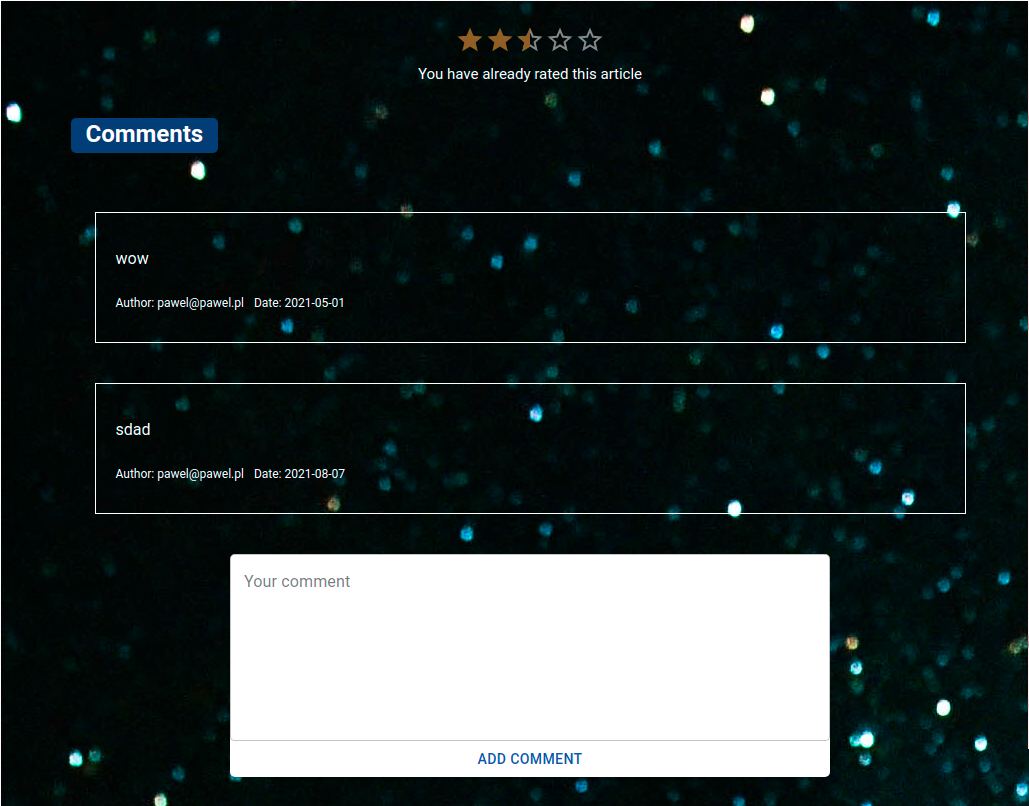 You have already rated this article
Comments
wow
Author: pawel@pawel.pl Date: 2021-05-01
sdad
Author: pawel@pawel.pl Date: 2021-08-07
Your comment
ADD COMMENT